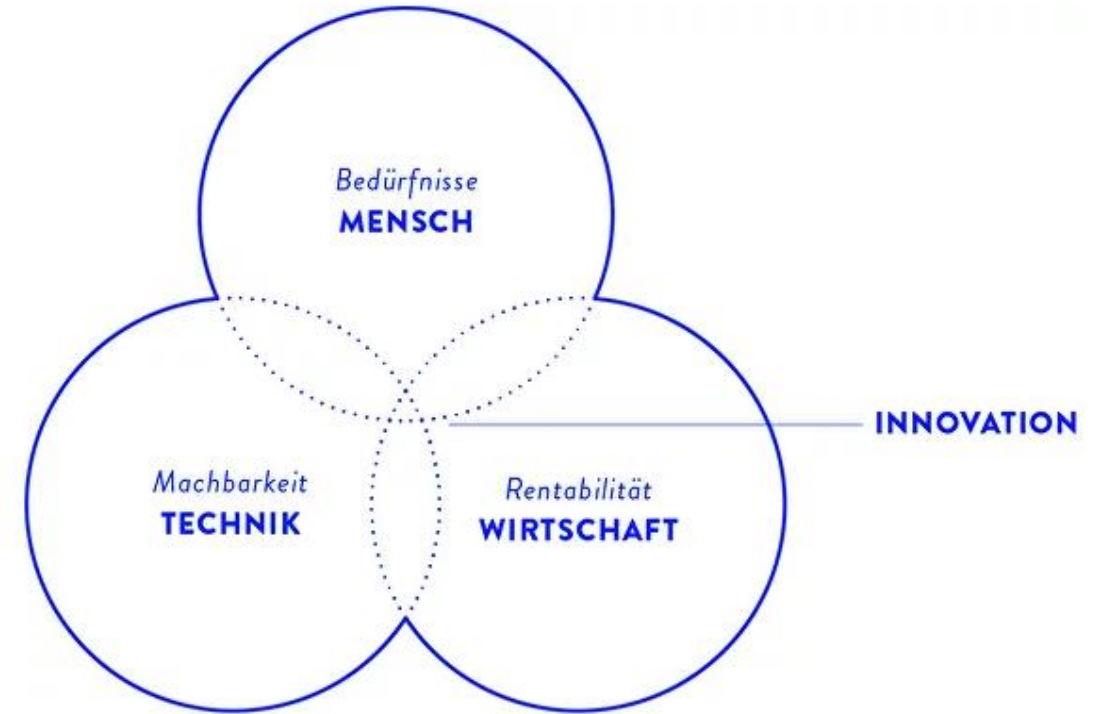 Bedürfnisse
MENSCH
INNOVATION
Machbarkeit
TECHNIK
Rentabilität
WIRTSCHAFT